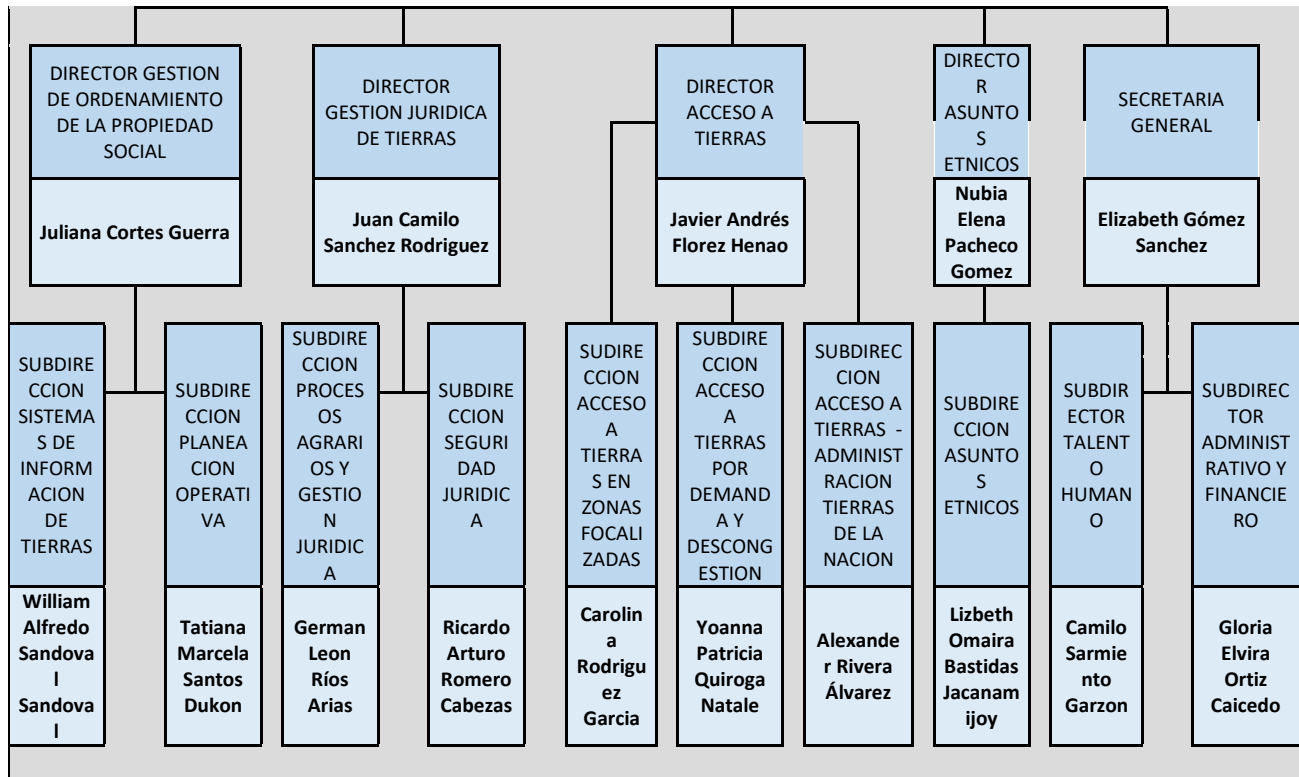 DIRECTOR GESTION
DE ORDENAMIENTO
DE LA PROPIEDAD
SOCIAL
Juliana Cortes Guerra
DIRECTOR
GESTION JURIDICA
DE TIERRAS
Juan Camilo
Sanchez Rodriguez
DIRECTOR
ACCESO A
TIERRAS
Javier Andrés
Florez Henao
DIRECTO
R
ASUNTO
S
ETNICOS
Nubia
Elena
Pacheco
Gomez
SECRETARIA
GENERAL
Elizabeth Gómez
Sanchez
SUBDIRE
CCION
SISTEMA
S DE
INFORM
ACION
DE
TIERRAS
William
Alfredo
Sandova
l
Sandova
l
SUBDIRE
CCION
PLANEA
CION
OPERATI
VA
Tatiana
Marcela
Santos
Dukon
SUBDIRE
CCION
PROCES
OS
AGRARI
OS Y
GESTIO
N
JURIDIC
A
German
Leon
Ríos
Arias
SUBDIRE
CCION
SEGURI
DAD
JURIDIC
A
Ricardo
Arturo
Romero
Cabezas
SUDIRE
CCION
ACCESO
A
TIERRA
S EN
ZONAS
FOCALI
ZADAS
Carolin
a
Rodrigu
ez
Garcia
SUBDIRE
CCION
ACCESO
A
TIERRAS
POR
DEMAND
A Y
DESCONG
ESTION
Yoanna
Patricia
Quiroga
Natale
SUBDIREC
CION
ACCESO A
TIERRAS -
ADMINIST
RACION
TIERRAS
DE LA
NACION
Alexande
r Rivera
Álvarez
SUBDIRE
CCION
ASUNTO
S
ETNICOS
Lizbeth
Omaira
Bastidas
Jacanam
ijoy
SUBDIR
ECTOR
TALENT
O
HUMAN
O
Camilo
Sarmie
nto
Garzon
SUBDIREC
TOR
ADMINIST
RATIVO Y
FINANCIE
RO
Gloria
Elvira
Ortiz
Caicedo